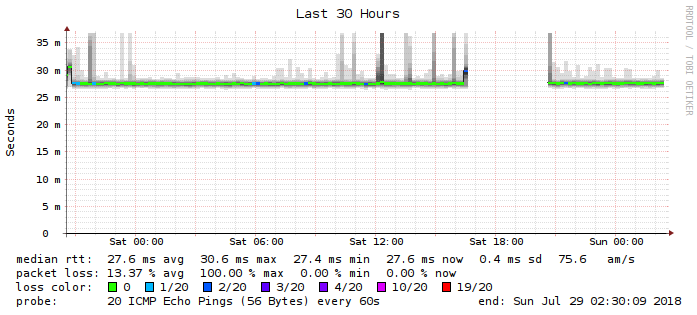 Last 30 Hours
RRDTOOL / TOBI OETIKER
Seconds
35 m
30 m
25 m
20 m
15 m
10 m
5 m
0
Sat 00:00 Sat 06:00 Sat 12:00 Sat 18:00 Sun 00:00
median rtt: 27.6 ms avg 30.6 ms max 27.4 ms min 27.6 ms now 0.4 ms sd 75.6 am/s
packet loss: 13.37 % avg 100.00 % max 0.00 % min 0.00 % now
loss color: 0 1/20 2/20 3/20 4/20 10/20 19/20
probe: 20 ICMP Echo Pings (56 Bytes) every 60s end: Sun Jul 29 02:30:09 2018